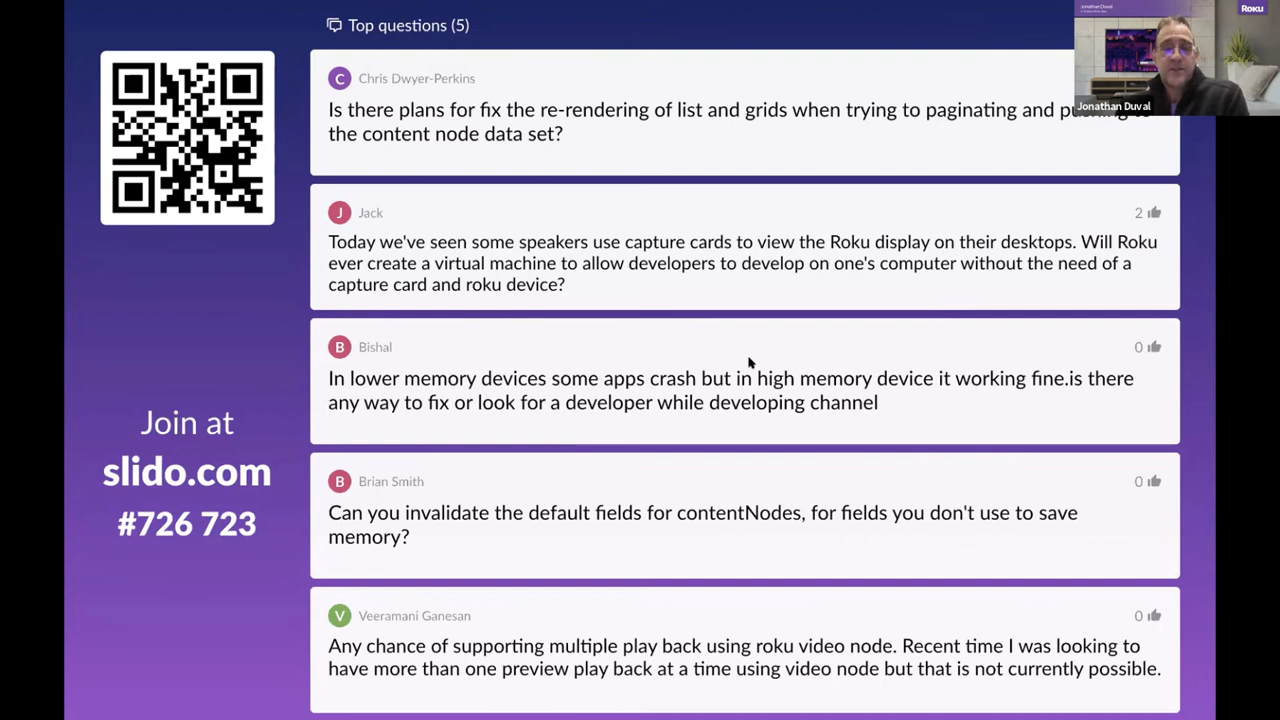 Top questions (5)
Jonathan Duval
Roku
C Chris Dwyer-Perkins
Is there plans for fix the re-rendering of list and grids when trying to paginating and to
the content node data set?
Jonathan Duval
J Jack
2
Today we've seen some speakers use capture cards to view the Roku display on their desktops. Will Roku
ever create a virtual machine to allow developers to develop on one's computer without the need of a
capture card and roku device?
B Bishal
0
In lower memory devices some apps crash but in high memory device it working fine.is there
any way to fix or look for a developer while developing channel
Join at
slido.com
#726 723
B Brian Smith
0
Can you invalidate the default fields for contentNodes, for fields you don't use to save
memory?
V Veeramani Ganesan
0
Any chance of supporting multiple play back using roku video node. Recent time I was looking to
have more than one preview play back at a time using video node but that is not currently possible.